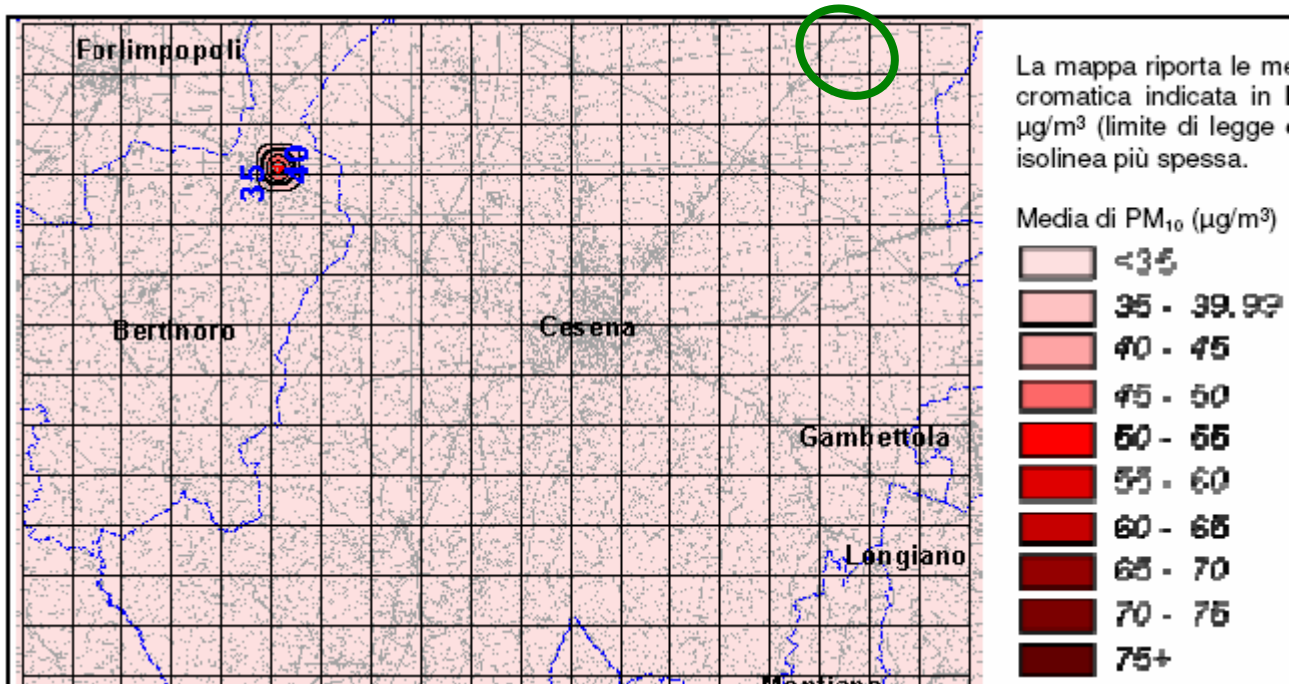 Forlimpopoli
35
40
Bertinoro
Cesena
Gambettola
Longiano
La mappa riporta le me
cromatica indicata in
µg/m³ (limite di legge
isolinea più spessa.
Media di PM₁₀ (µg/m³)
<35
35 - 39.99
40 - 45
45 - 50
50 - 55
55 - 60
60 - 65
65 - 70
70 - 75
75+